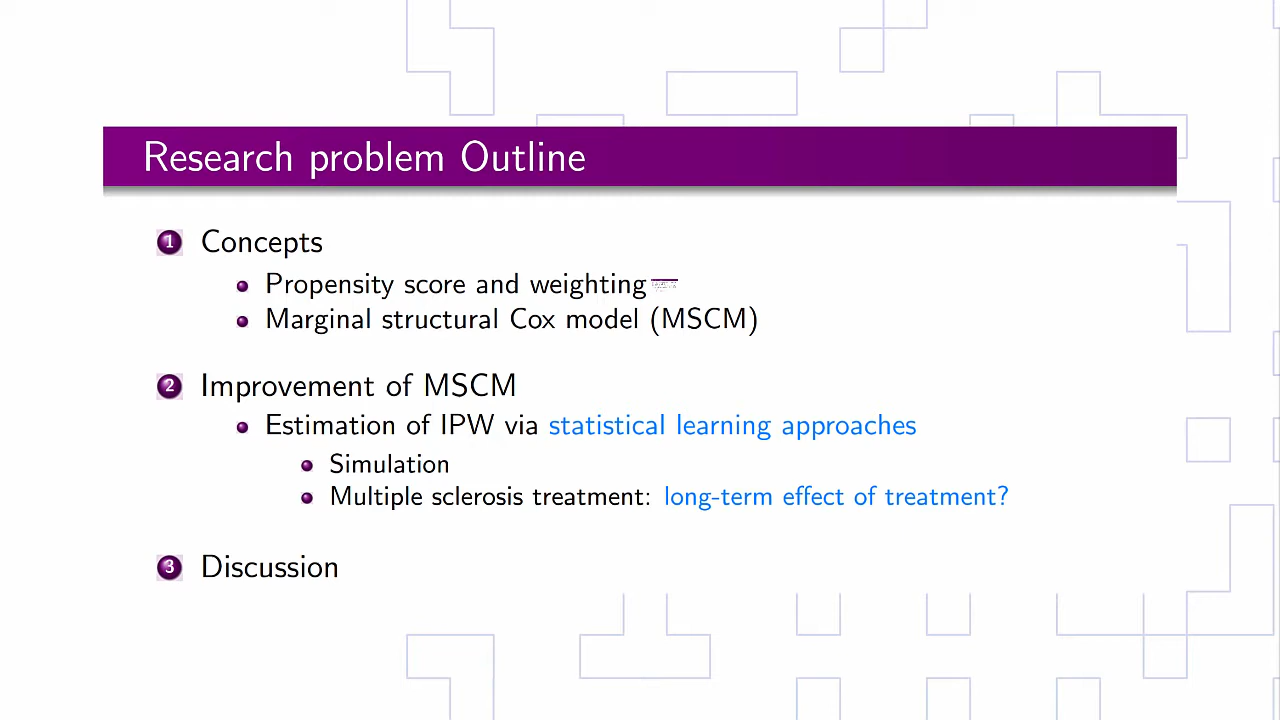 Research problem Outline
1 Concepts
Propensity score and weighting
Marginal structural Cox model (MSCM)
2 Improvement of MSCM
Estimation of IPW via statistical learning approaches
Simulation
Multiple sclerosis treatment: long-term effect of treatment?
3 Discussion